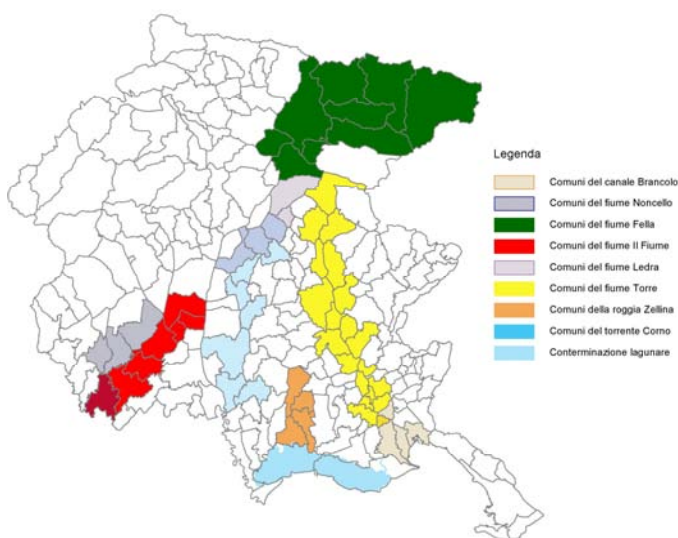 Legenda
Comuni del canale Brancolo
Comuni del fiume Noncello
Comuni del fiume Fella
Comuni del fiume Il Fiume
Comuni del fiume Ledra
Comuni del fiume Torre
Comuni della roggia Zellina
Comuni del torrente Corno
Conterminazione lagunare